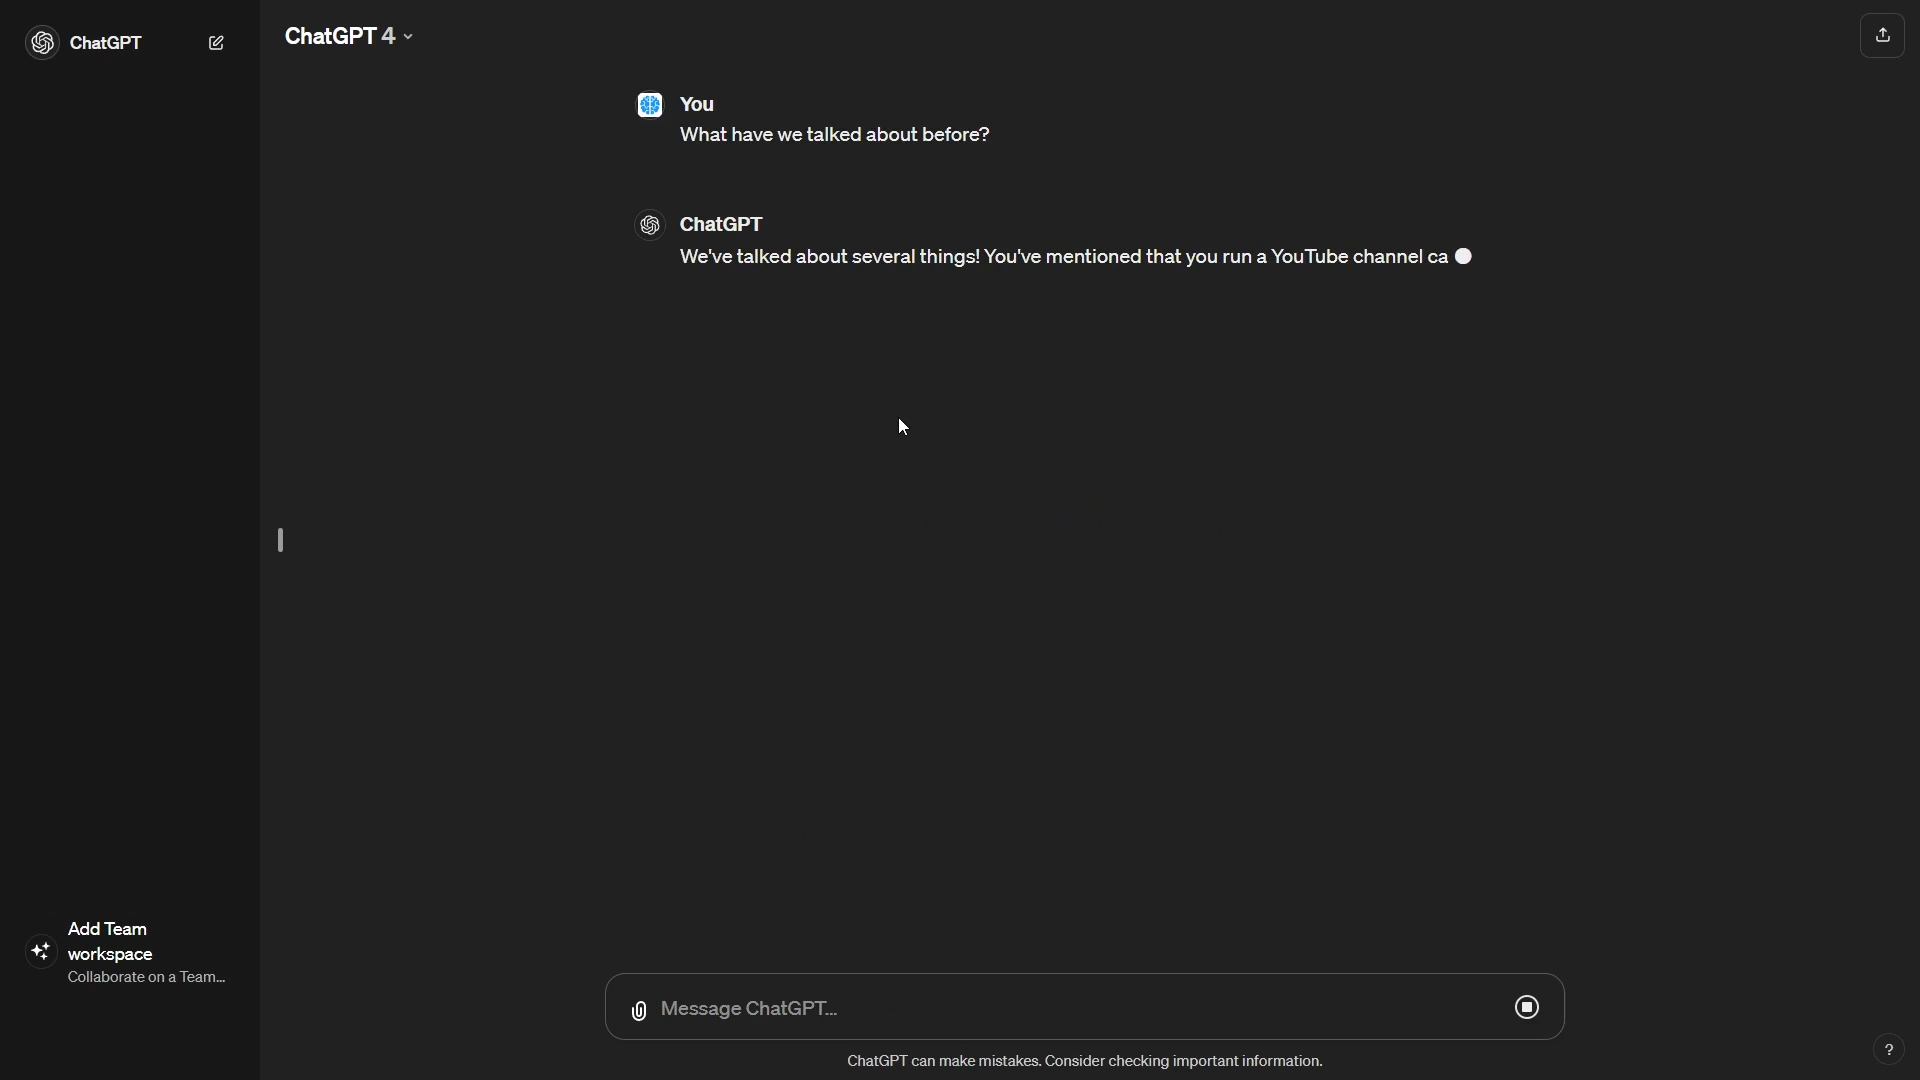 ChatGPT
ChatGPT 4
You
What have we talked about before?
ChatGPT
We've talked about several things! You've mentioned that you run a YouTube channel ca
Add Team
workspace
Collaborate on a Team...
Message ChatGPT...
ChatGPT can make mistakes. Consider checking important information.
?